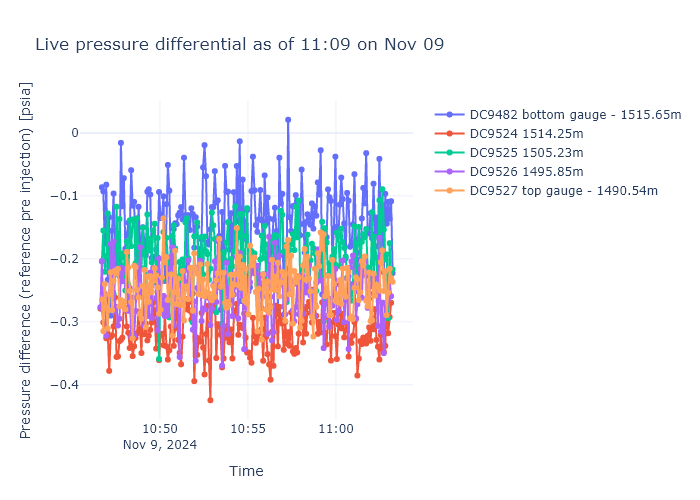 Live pressure differential as of 11:09 on Nov 09
Pressure difference (reference pre injection) [psia]
0
−0.1
−0.2
−0.3
−0.4
10:50
Nov 9, 2024
10:55
11:00
Time
DC9482 bottom gauge - 1515.65m
DC9524 1514.25m
DC9525 1505.23m
DC9526 1495.85m
DC9527 top gauge - 1490.54m